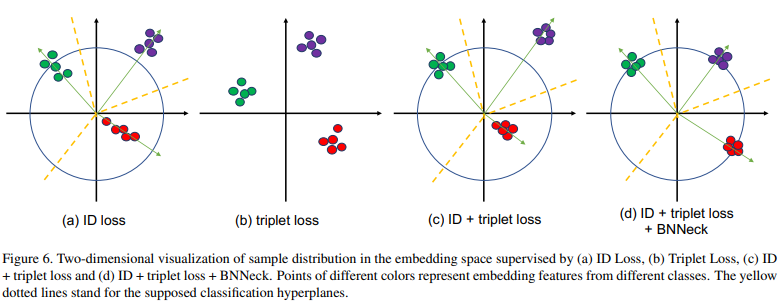 (a) ID loss
(b) triplet loss
(c) ID + triplet loss
(d) ID + triplet loss
+ BNNeck
Figure 6. Two-dimensional visualization of sample distribution in the embedding space supervised by (a) ID Loss, (b) Triplet Loss, (c) ID
+ triplet loss and (d) ID + triplet loss + BNNeck. Points of different colors represent embedding features from different classes. The yellow
dotted lines stand for the supposed classification hyperplanes.